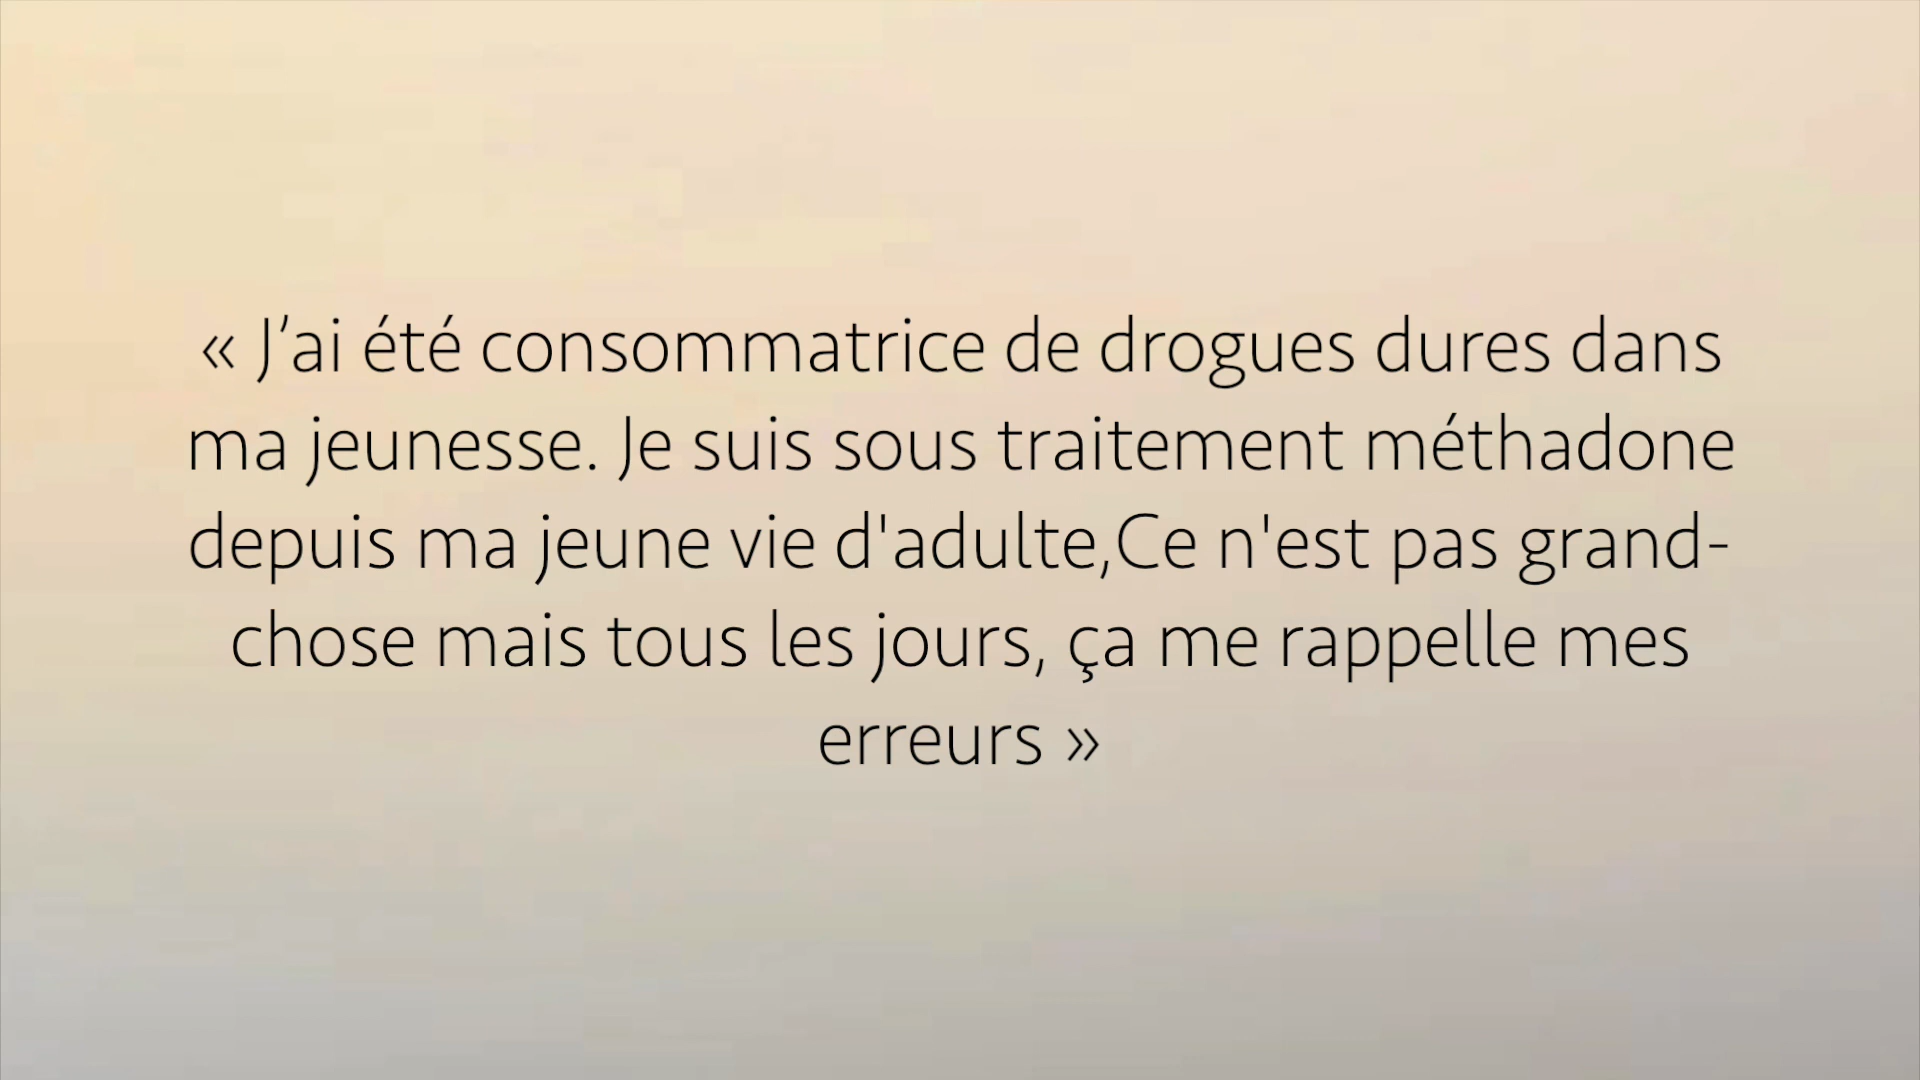 « J’ai été consommatrice de drogues dures dans
ma jeunesse. Je suis sous traitement méthadone
depuis ma jeune vie d'adulte,Ce n'est pas grand-
chose mais tous les jours, ça me rappelle mes
erreurs »